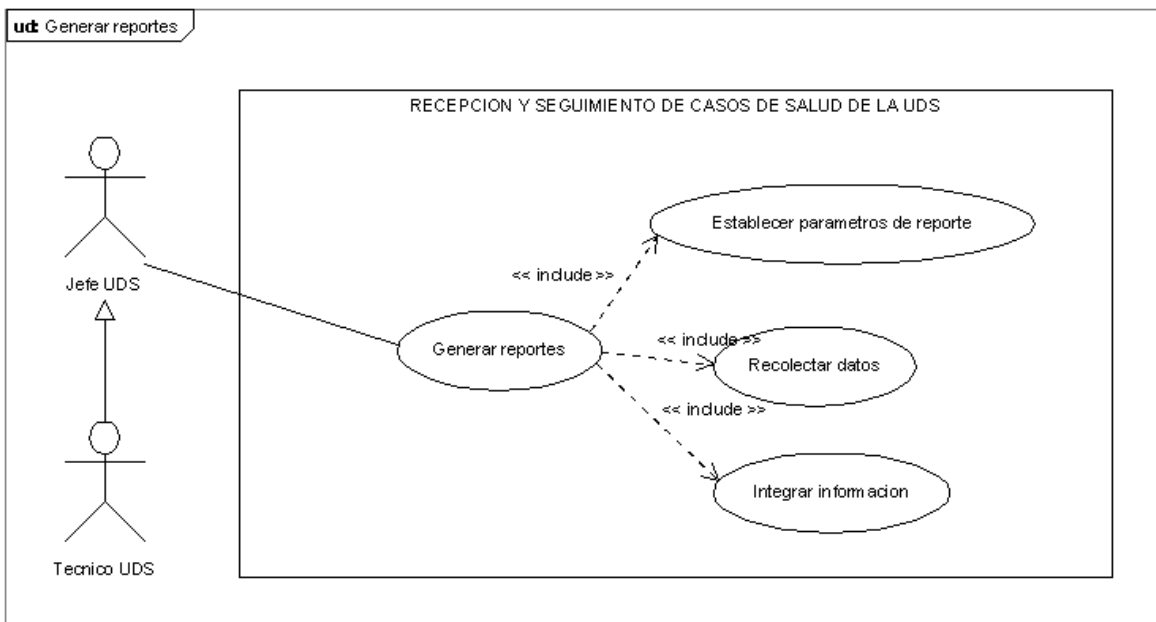 ud: Generar reportes
RECEPCION Y SEGUIMIENTO DE CASOS DE SALUD DE LA UDS
Establecer parametros de reporte
Jefe UDS
<< include >>
Generar reportes
<< include >>
Recolectar datos
<< include >>
Integrar informacion
Tecnico UDS